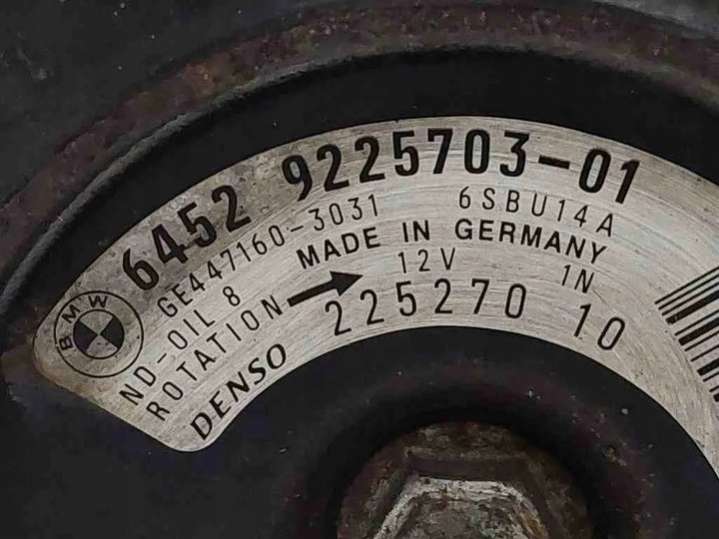 BMW
6452 9225703-01
GE447160-3031 6SBU14A
ND-OIL 8 MADE IN GERMANY
ROTATION 12V 1N
DENSO 225270 10